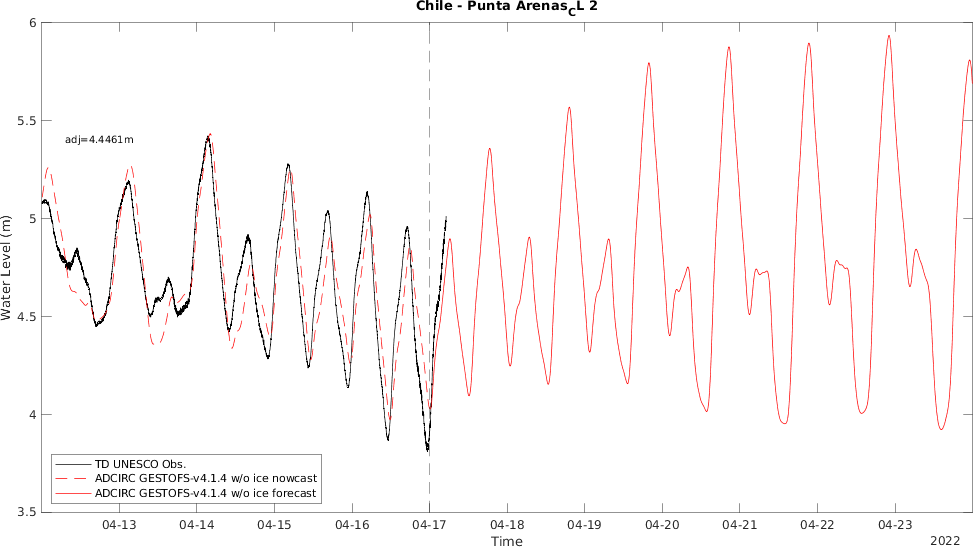 Chile - Punta Arenas_CL 2
6
5.5
5
4.5
4
3.5
Water Level (m)
adj=4.4461m
TD UNESCO Obs.
ADCIRC GESTOFS-v4.1.4 w/o ice nowcast
ADCIRC GESTOFS-v4.1.4 w/o ice forecast
04-13 04-14 04-15 04-16 04-17 04-18 04-19 04-20 04-21 04-22 04-23
Time
2022